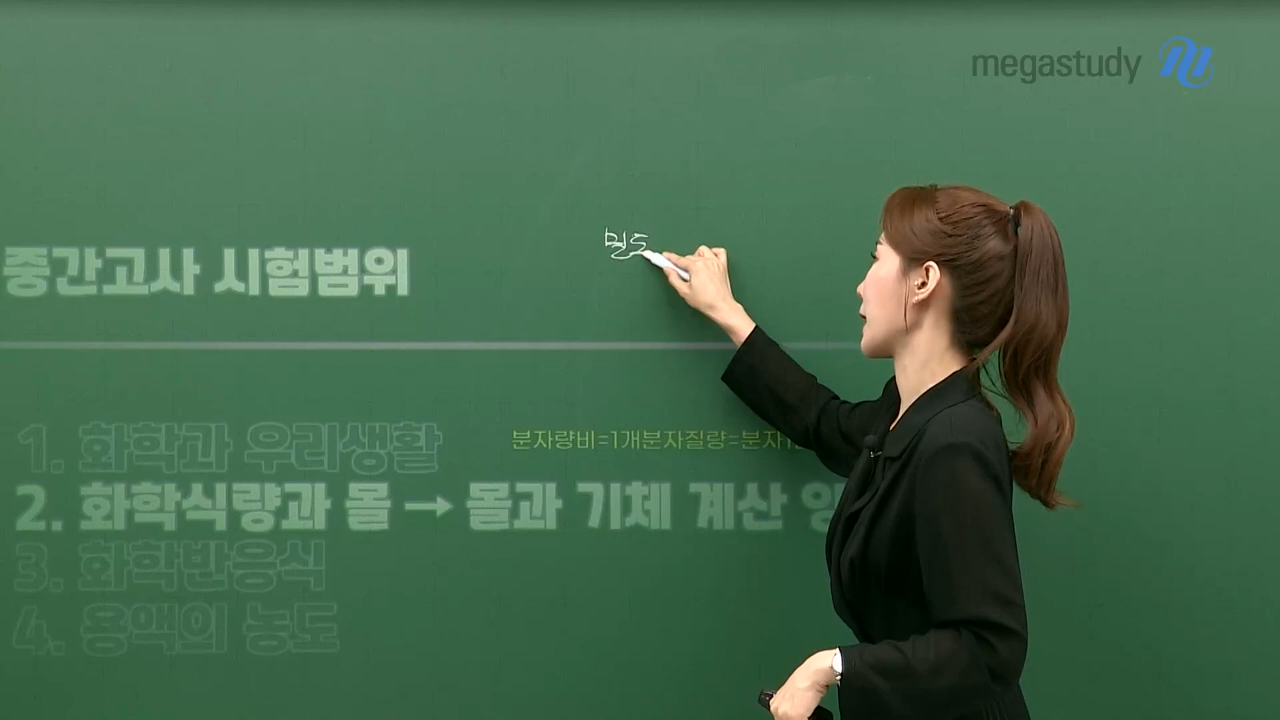 megastudy
밀도
중간고사 시험범위
1. 화학과 우리생활
분자량비=1개분자질량=분자
2. 화학식량과 몰 → 몰과 기체 계산
3. 화학반응식
4. 용액의 농도